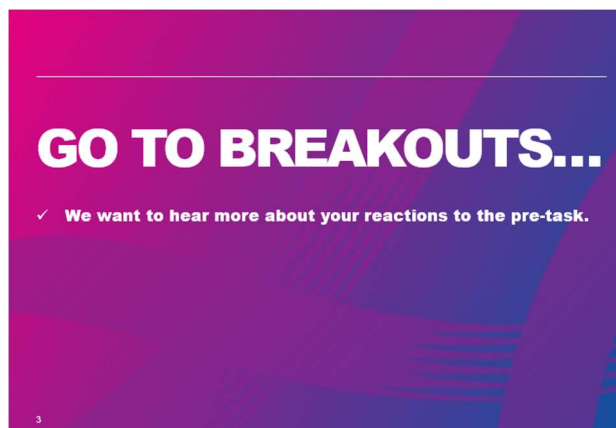 GO TO BREAKOUTS...
✓ We want to hear more about your reactions to the pre-task.
3